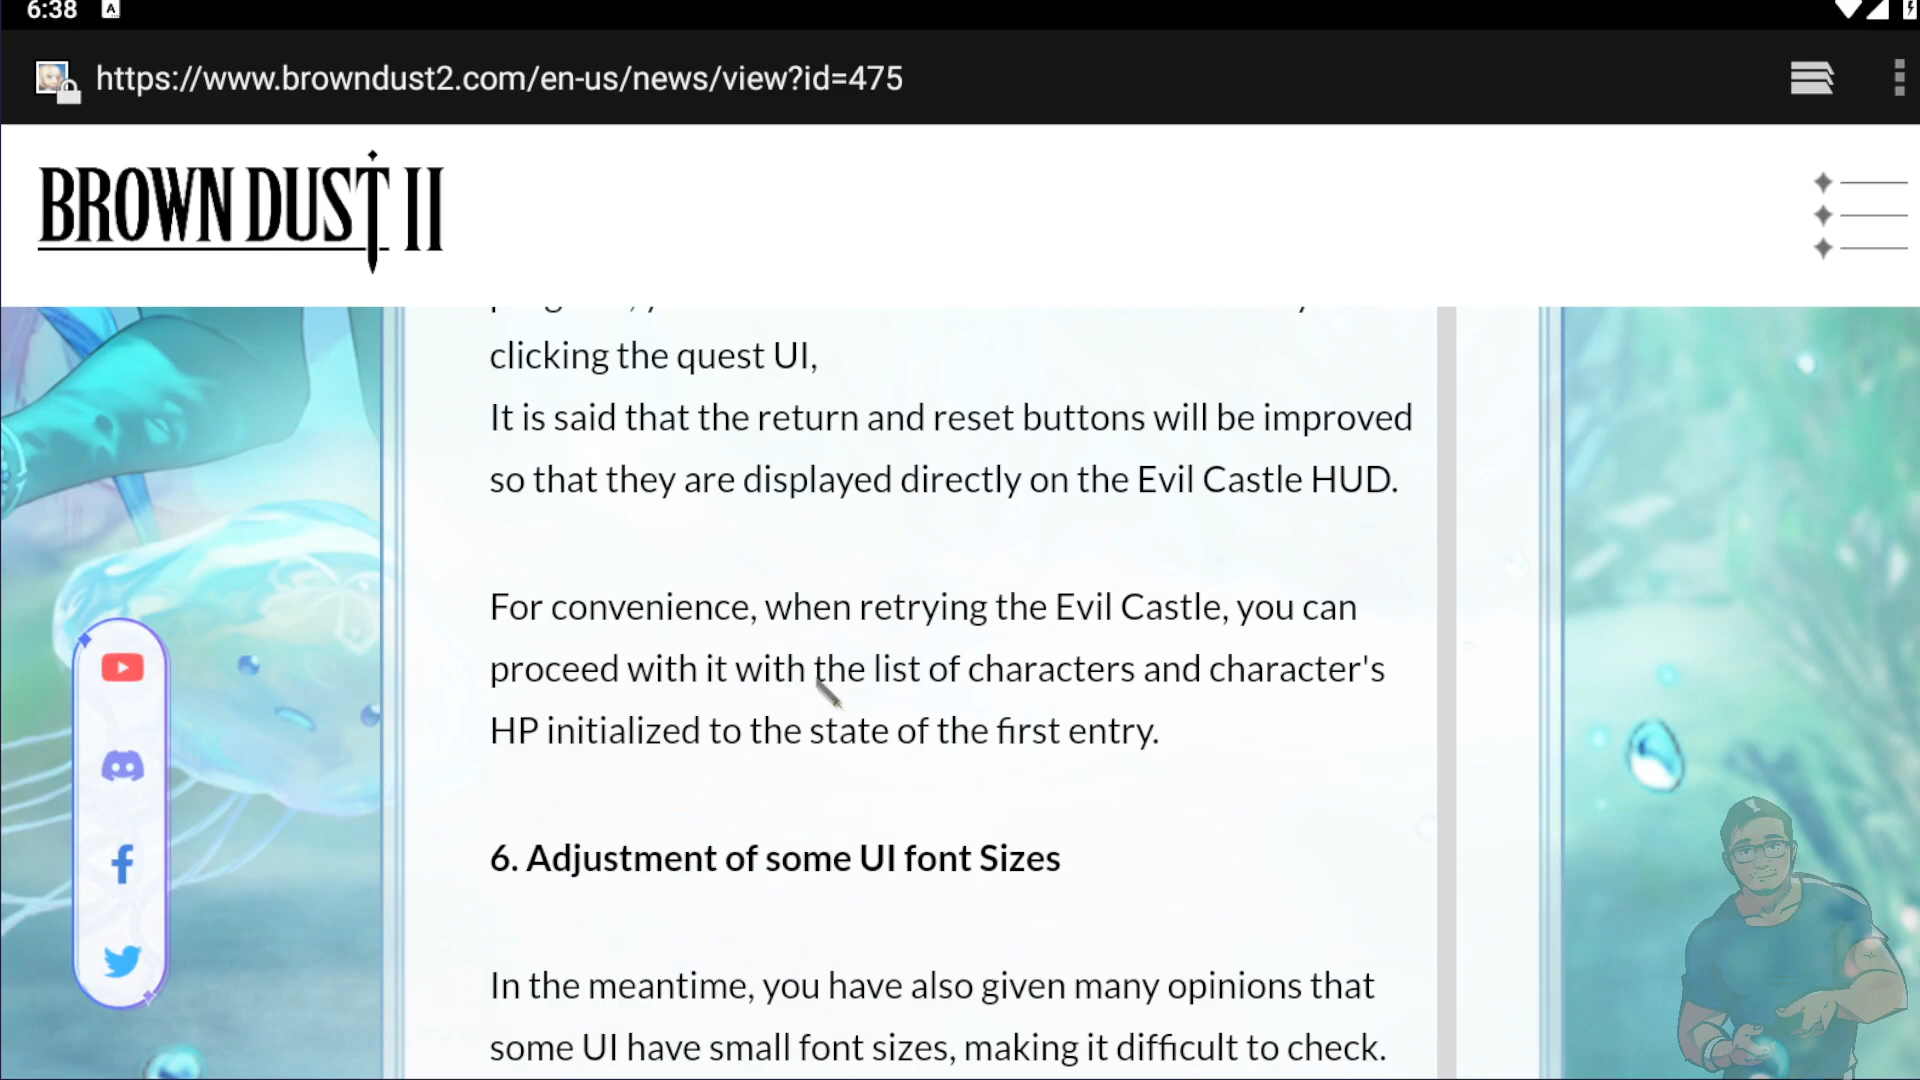 6:38 A
https://www.browndust2.com/en-us/news/view?id=475
BROWN DUST II
clicking the quest UI,
It is said that the return and reset buttons will be improved
so that they are displayed directly on the Evil Castle HUD.
For convenience, when retrying the Evil Castle, you can
proceed with it with the list of characters and character's
HP initialized to the state of the first entry.
6. Adjustment of some UI font Sizes
In the meantime, you have also given many opinions that
some UI have small font sizes, making it difficult to check.